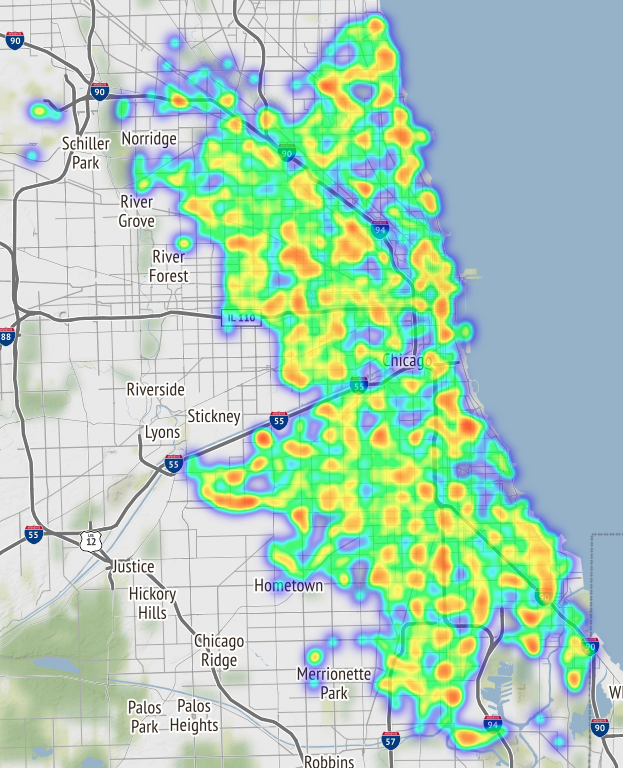 90
90
Schiller
Park
Norridge
90
River
Grove
94
River
Forest
IL 110
88
Chicago
55
Riverside
Stickney
55
Lyons
55
55
US
12
Justice
Hometown
Hickory
Hills
90
Chicago
Ridge
90
Merrionette
Park
Palos
Park
Palos
Heights
94
90
57
Robbins